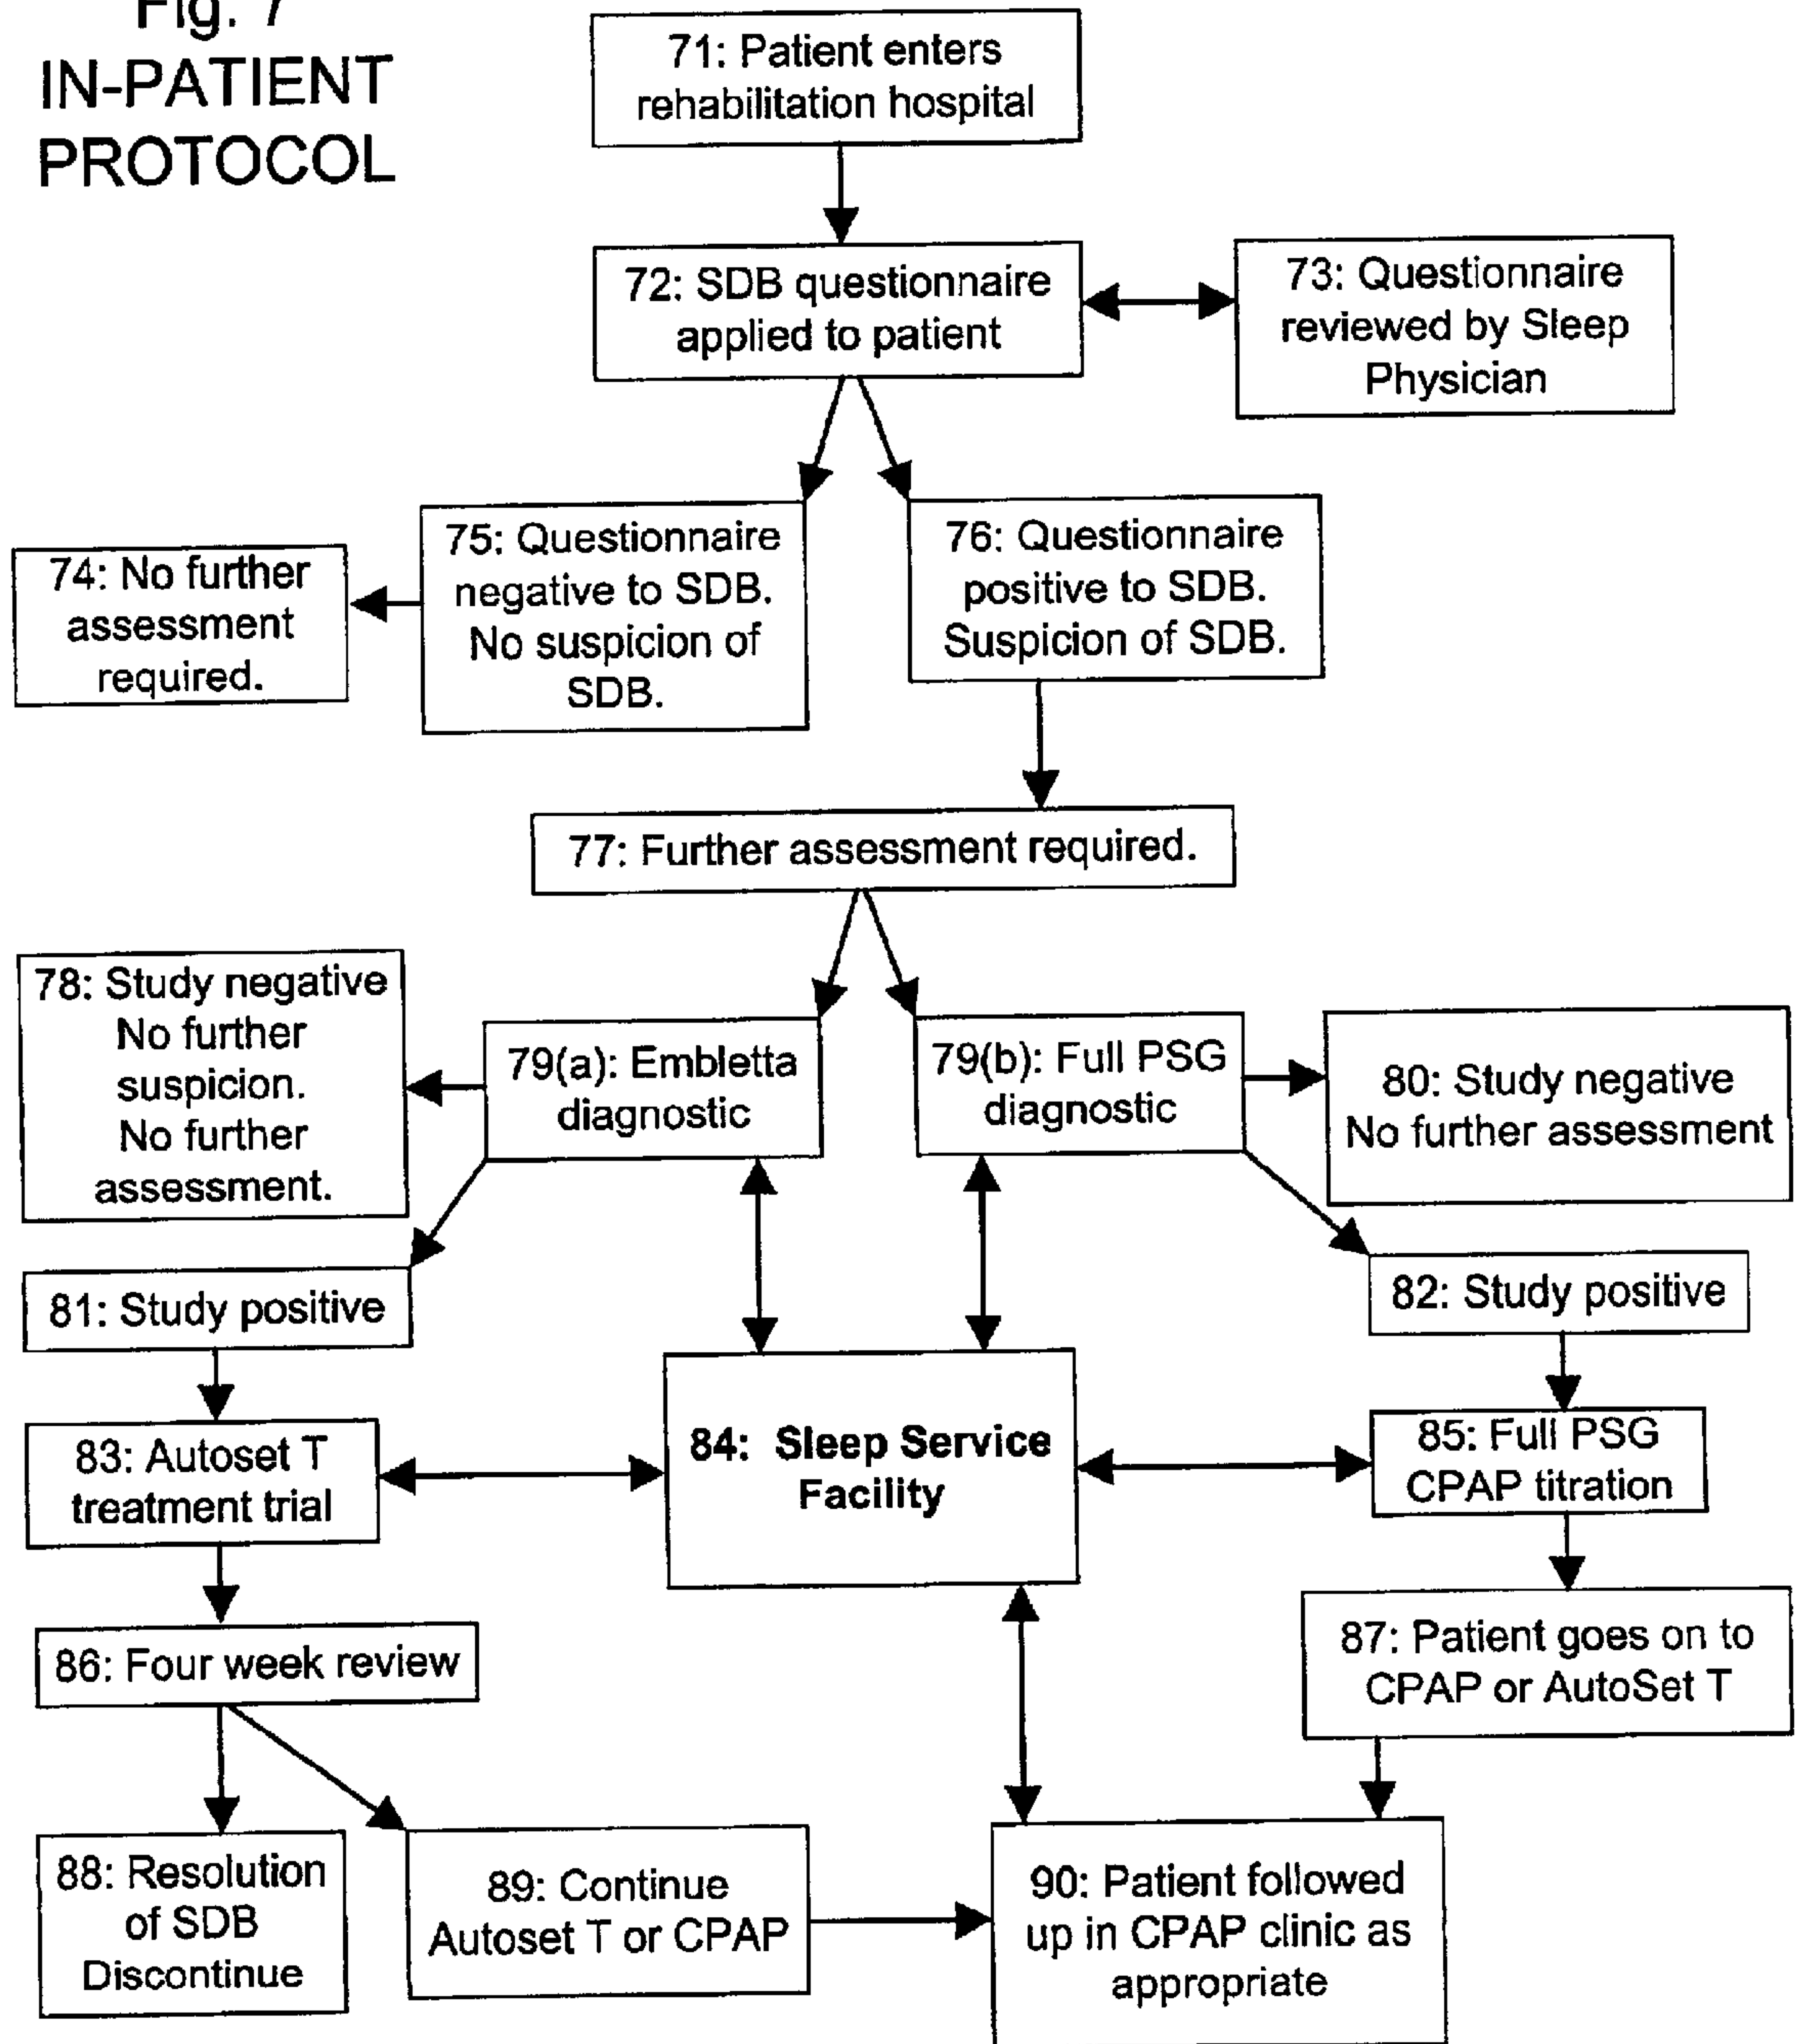 Fig. 7
IN-PATIENT
PROTOCOL
71: Patient enters
rehabilitation hospital
72: SDB questionnaire
applied to patient
73: Questionnaire
reviewed by Sleep
Physician
74: No further
assessment
required.
75: Questionnaire
negative to SDB.
No suspicion of
SDB.
76: Questionnaire
positive to SDB.
Suspicion of SDB.
77: Further assessment required.
78: Study negative
No further
suspicion.
No further
assessment.
79(a): Embletta
diagnostic
79(b): Full PSG
diagnostic
80: Study negative
No further assessment
81: Study positive
82: Study positive
83: Autoset T
treatment trial
84: Sleep Service
Facility
85: Full PSG
CPAP titration
86: Four week review
87: Patient goes on to
CPAP or AutoSet T
88: Resolution
of SDB
Discontinue
89: Continue
Autoset T or CPAP
90: Patient followed
up in CPAP clinic as
appropriate